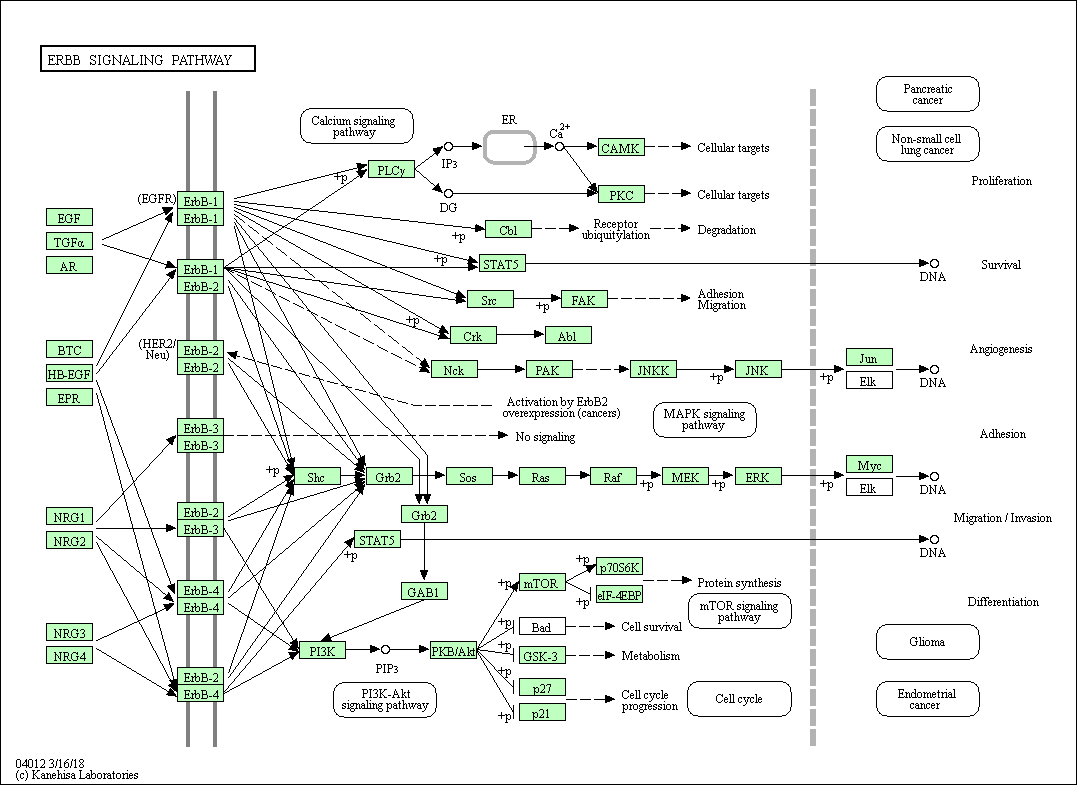 ERBB SIGNALING PATHWAY
Pancreatic
cancer
Non-small cell
lung cancer
Calcium signaling
pathway
ER
Ca2+
IP3
DG
PLCγ
+p
CAMK
Cellular targets
PKC
Cellular targets
Proliferation
(EGFR)
ErbB-1
ErbB-1
EGF
TGFα
AR
Cbl
+p
Receptor
ubiquitylation
Degradation
ErbB-1
ErbB-2
STAT5
+p
DNA
Survival
Src
+p
FAK
Adhesion
Migration
+p
Crk
Abl
(HER2/
Neu)
ErbB-2
ErbB-2
BTC
HB-EGF
EPR
Nck
PAK
JNKK
+p
JNK
+p
Jun
Elk
DNA
Angiogenesis
Activation by ErbB2
overexpression (cancers)
MAPK signaling
pathway
ErbB-3
ErbB-3
No signaling
Adhesion
+p
Shc
Grb2
Sos
Ras
Raf
+p
MEK
+p
ERK
+p
Myc
Elk
DNA
NRG1
NRG2
ErbB-2
ErbB-3
Grb2
Migration / Invasion
STAT5
+p
DNA
ErbB-4
ErbB-4
GAB1
+p
mTOR
+p
p70S6K
+p
eIF-4EBP
Protein synthesis
mTOR signaling
pathway
Differentiation
NRG3
NRG4
+p
Bad
Cell survival
Glioma
PI3K
PIP3
PKB/Akt
+p
GSK-3
Metabolism
ErbB-2
ErbB-4
PI3K-Akt
signaling pathway
+p
p27
+p
p21
Cell cycle
progression
Cell cycle
Endometrial
cancer
04012 3/16/18
(c) Kanehisa Laboratories